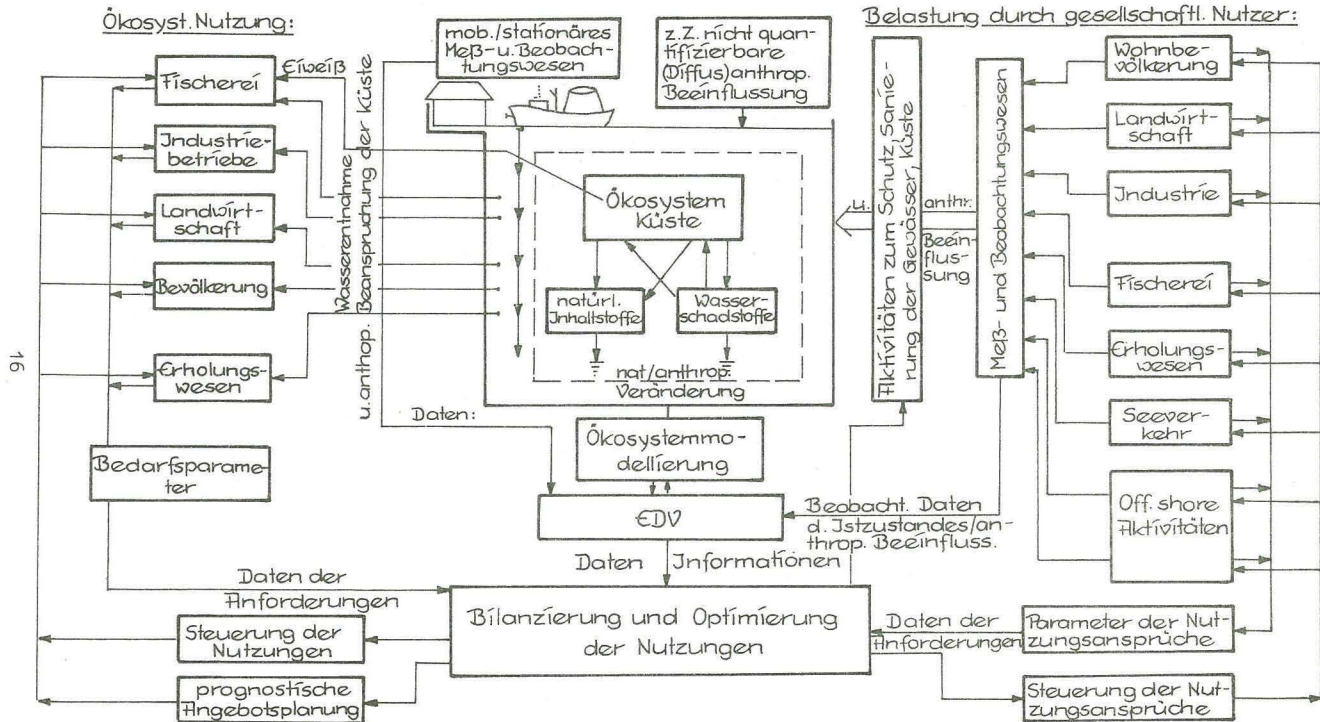 Ökosyst. Nutzung:
Belastung durch gesellschaftl. Nutzer:
mob./stationäres
Meß- u. Beobach-
tungswesen
z.Z. nicht quan-
tifizierbare
(Diffus)anthrop.
Beeinflussung
Eiweiß
Fischerei
Industrie-
betriebe
Landwirt-
schaft
Bevölkerung
Erholungs-
wesen
Wasserentnahme
u. anthop. Beanspruchung der Küste
Bedarfsparame-
ter
Ökosystem
Küste
natürl.
Inhaltstoffe
Wasser-
schadstoffe
nat/anthrop.
Veränderung
Daten:
Ökosystemmo-
dellierung
EDV
Daten Informationen
u.
Aktivitäten zum Schutz, Sanie-
rung der Gewässer, Küste
anthr.
Beein-
flus-
sung
Meß- und Beobachtungswesen
Wohnbe-
völkerung
Landwirt-
schaft
Industrie
Fischerei
Erholungs-
wesen
Seever-
kehr
Off. shore
Aktivitäten
Beobacht. Daten
d. Istzustandes/an-
throp. Beeinfluss.
Daten der
Anforderungen
Steuerung der
Nutzungen
prognostische
Angebotsplanung
Bilanzierung und Optimierung
der Nutzungen
Daten der
Anforderungen
Parameter der Nut-
zungsansprüche
Steuerung der Nut-
zungsansprüche
16